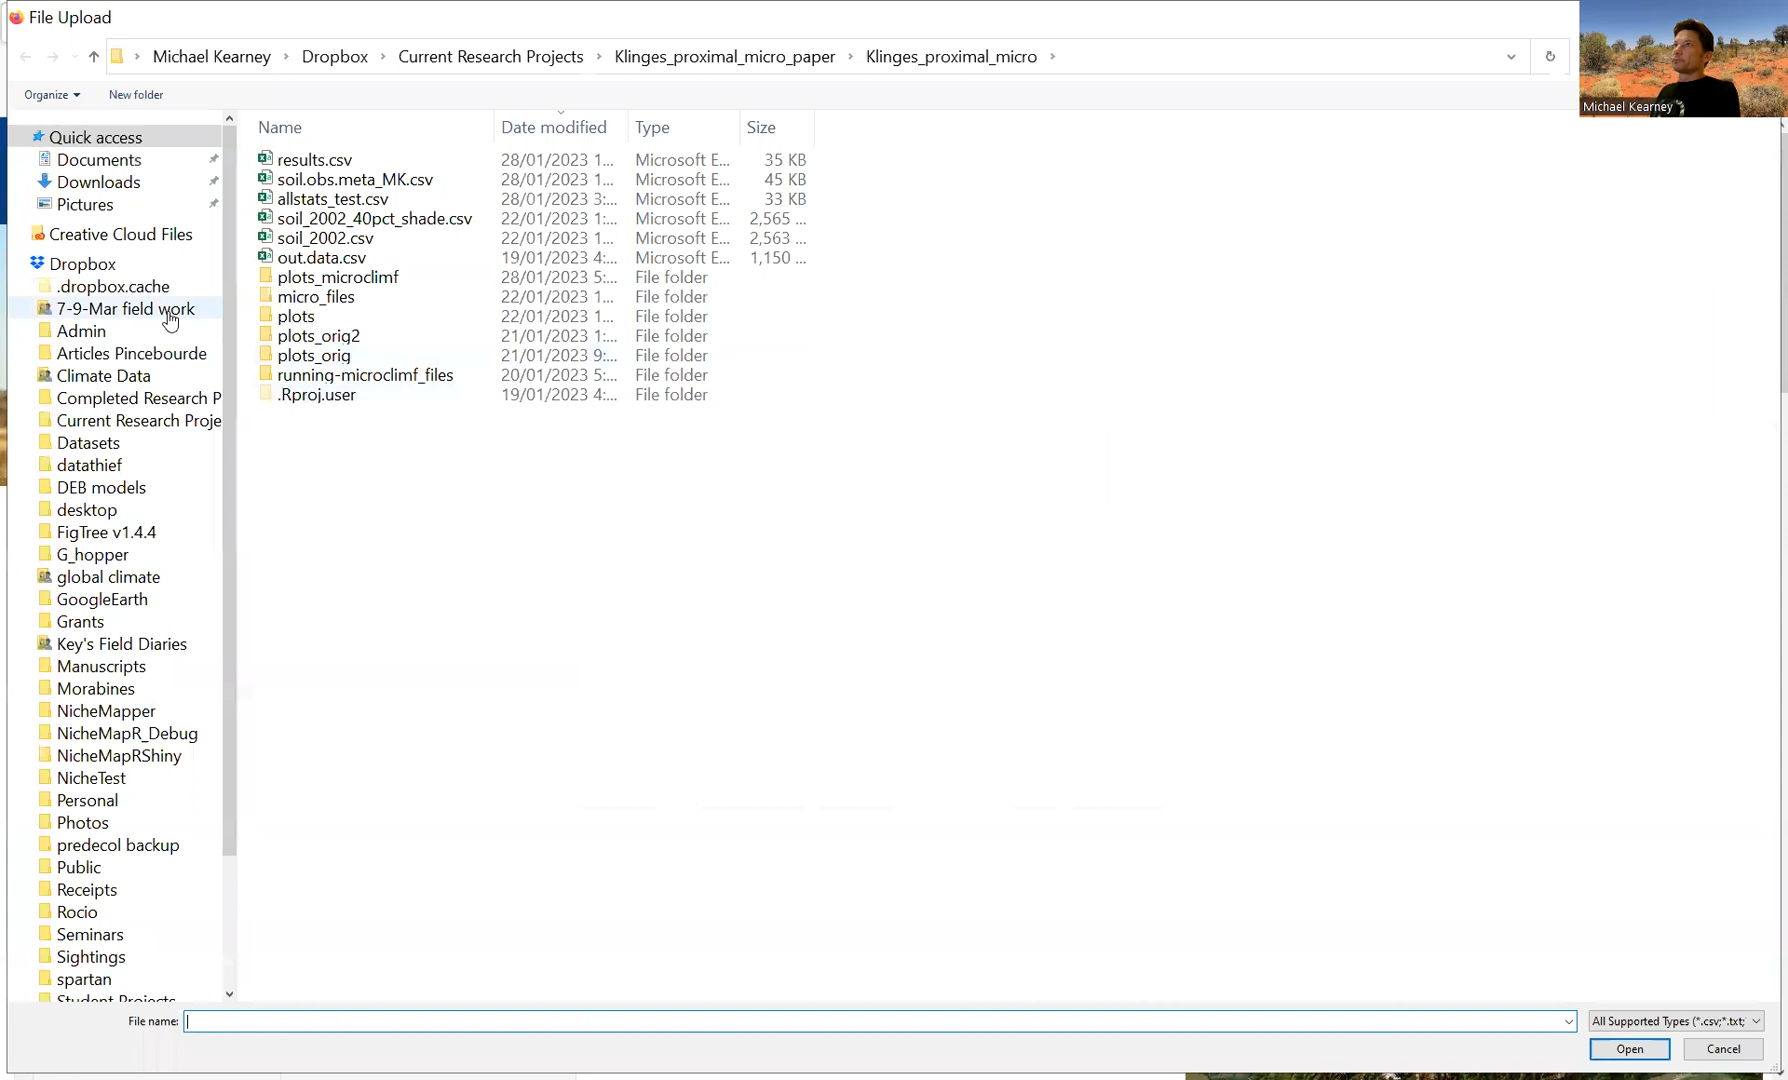 File Upload
Michael Kearney > Dropbox > Current Research Projects > Klinges_proximal_micro_paper > Klinges_proximal_micro >
Michael Kearney
Organize
New folder
Name Date modified Type Size
results.csv 28/01/2023 1... Microsoft E... 35 KB
soil.obs.meta_MK.csv 28/01/2023 1... Microsoft E... 45 KB
allstats_test.csv 28/01/2023 3:... Microsoft E... 33 KB
soil_2002_40pct_shade.csv 22/01/2023 1:... Microsoft E... 2,565 ...
soil_2002.csv 22/01/2023 1... Microsoft E... 2,563 ...
out.data.csv 19/01/2023 4:... Microsoft E... 1,150 ...
plots_microclimf 28/01/2023 5:... File folder
micro_files 22/01/2023 1... File folder
plots 22/01/2023 1... File folder
plots_orig2 21/01/2023 1:... File folder
plots_orig 21/01/2023 9:... File folder
running-microclimf_files 20/01/2023 5:... File folder
.Rproj.user 19/01/2023 4:... File folder
Quick access
Documents
Downloads
Pictures
Creative Cloud Files
Dropbox
.dropbox.cache
7-9-Mar field work
Admin
Articles Pincebourde
Climate Data
Completed Research P
Current Research Proje
Datasets
datathief
DEB models
desktop
FigTree v1.4.4
G_hopper
global climate
GoogleEarth
Grants
Key's Field Diaries
Manuscripts
Morabines
NicheMapper
NicheMapR_Debug
NicheMapRShiny
NicheTest
Personal
Photos
predecol backup
Public
Receipts
Rocio
Seminars
Sightings
spartan
Student Projects
File name:
All Supported Types (*.csv;*.txt;
Open
Cancel